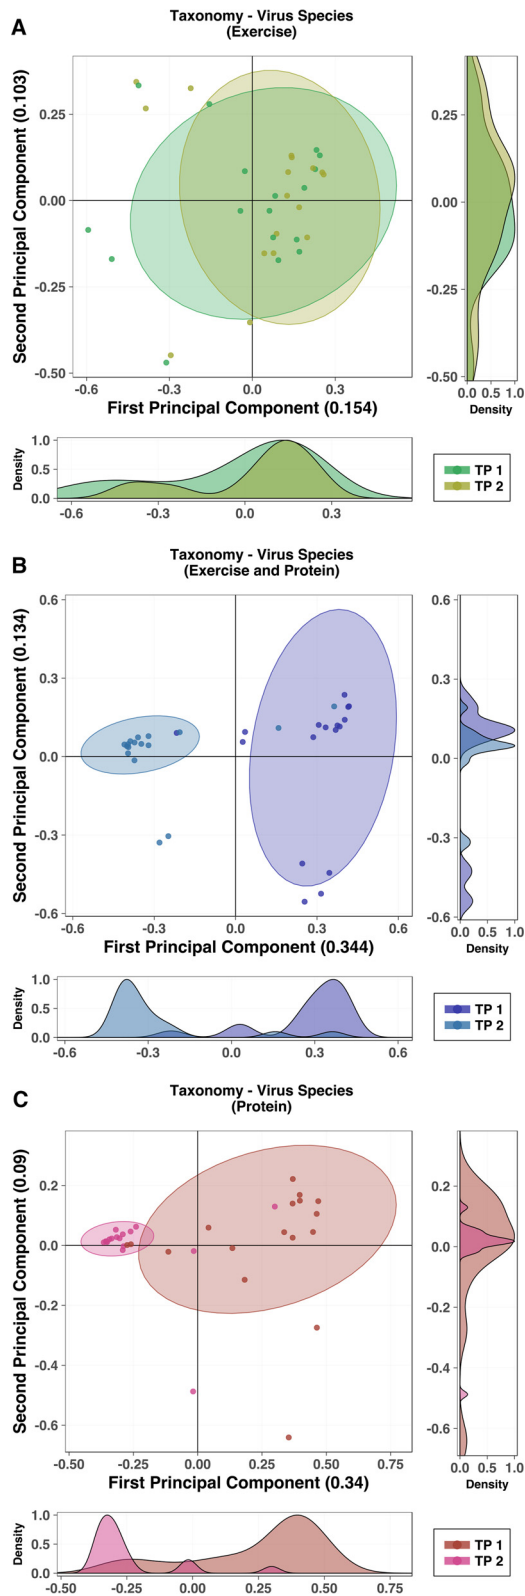 A
Taxonomy - Virus Species
(Exercise)
Second Principal Component (0.103)
0.25
0.00
-0.25
-0.50
-0.6
-0.3
0.0
0.3
First Principal Component (0.154)
0.25
0.00
-0.25
-0.50
0.0 0.5 1.0
Density
Density
1.0
0.5
0.0
-0.6
-0.3
0.0
0.3
TP 1
TP 2
B
Taxonomy - Virus Species
(Exercise and Protein)
Second Principal Component (0.134)
0.6
0.3
0.0
-0.3
-0.6
-0.6
-0.3
0.0
0.3
0.6
First Principal Component (0.344)
0.6
0.3
0.0
-0.3
-0.6
0.0 0.5 1.0
Density
Density
1.0
0.5
0.0
-0.6
-0.3
0.0
0.3
0.6
TP 1
TP 2
C
Taxonomy - Virus Species
(Protein)
Second Principal Component (0.09)
0.2
0.0
-0.2
-0.4
-0.6
-0.50
-0.25
0.00
0.25
0.50
0.75
First Principal Component (0.34)
0.2
0.0
-0.2
-0.4
-0.6
0.0 0.5 1.0
Density
Density
1.0
0.5
0.0
-0.50
-0.25
0.00
0.25
0.50
0.75
TP 1
TP 2